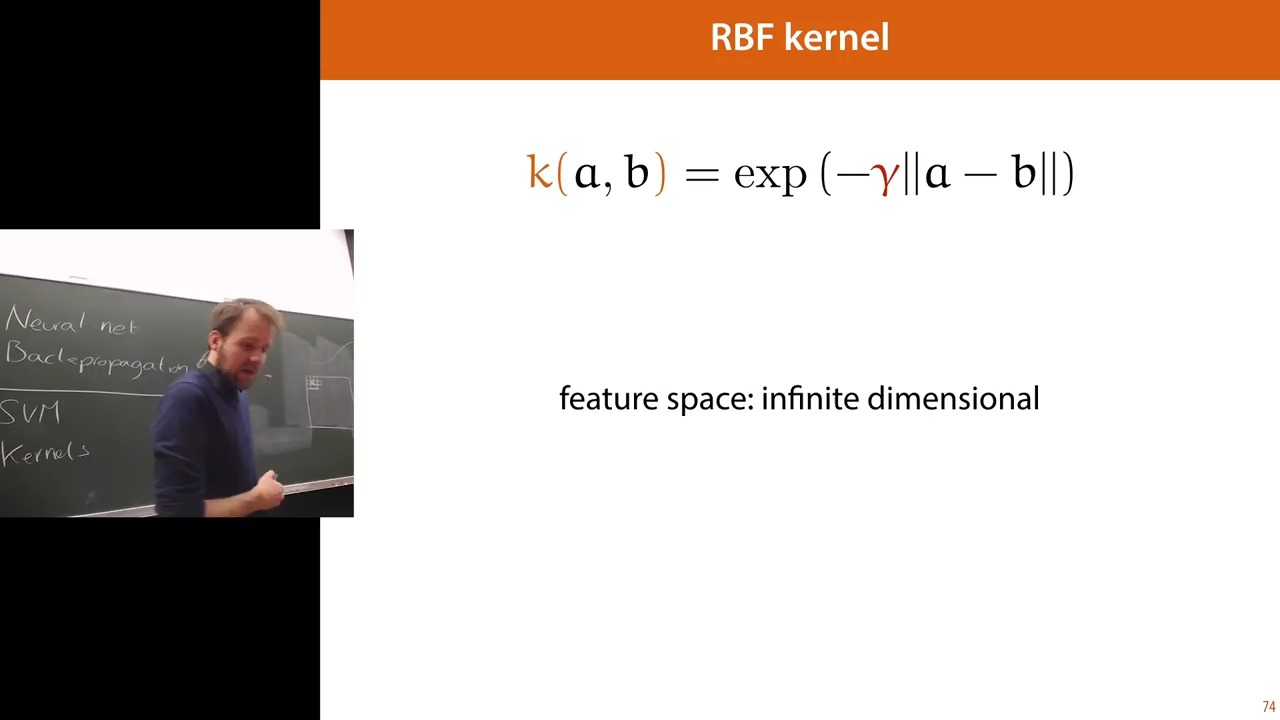 RBF kernel
k(a, b) = exp (−γ‖a − b‖)
feature space: infinite dimensional
74
Neural net
Backpropagation
SVM
Kernels